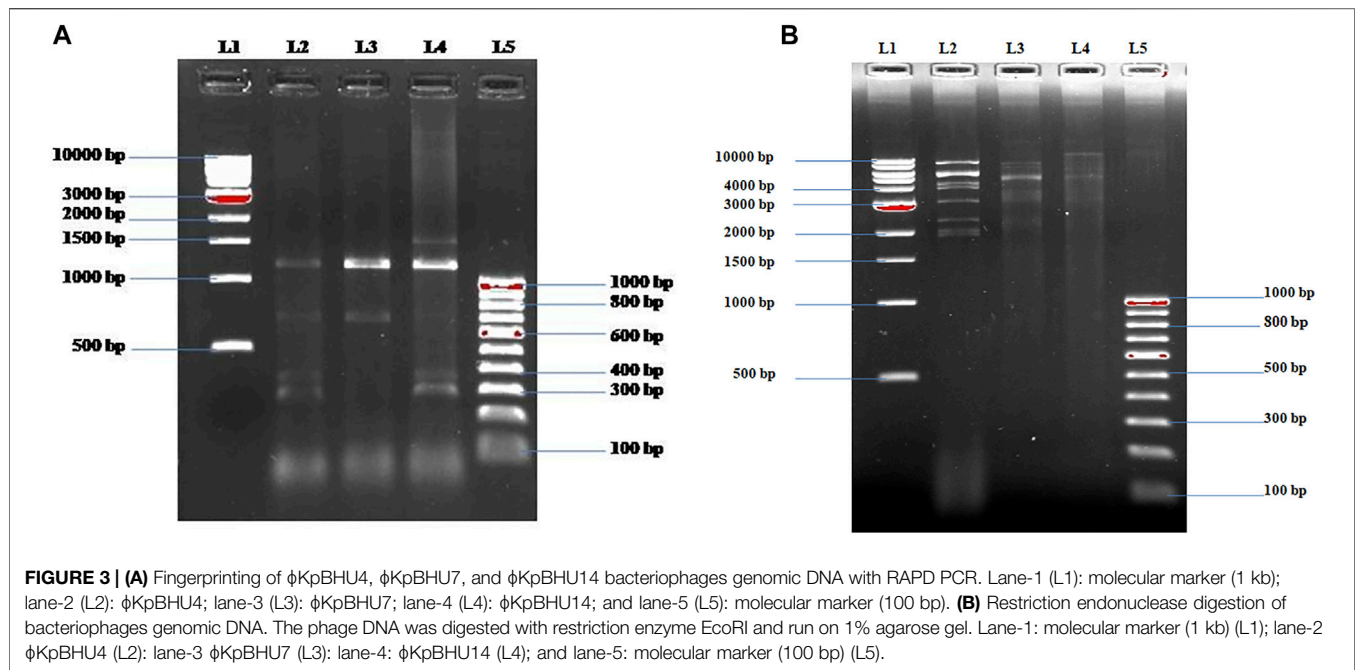 A
L1 L2 L3 L4 L5
10000 bp
3000 bp
2000 bp
1500 bp
1000 bp
500 bp
1000 bp
800 bp
600 bp
400 bp
300 bp
100 bp
B
L1 L2 L3 L4 L5
10000 bp
4000 bp
3000 bp
2000 bp
1500 bp
1000 bp
500 bp
1000 bp
800 bp
500 bp
300 bp
100 bp
FIGURE 3 | (A) Fingerprinting of ϕKpBHU4, ϕKpBHU7, and ϕKpBHU14 bacteriophages genomic DNA with RAPD PCR. Lane-1 (L1): molecular marker (1 kb);
lane-2 (L2): ϕKpBHU4; lane-3 (L3): ϕKpBHU7; lane-4 (L4): ϕKpBHU14; and lane-5 (L5): molecular marker (100 bp). (B) Restriction endonuclease digestion of
bacteriophages genomic DNA. The phage DNA was digested with restriction enzyme EcoRI and run on 1% agarose gel. Lane-1: molecular marker (1 kb) (L1); lane-2
ϕKpBHU4 (L2): lane-3 ϕKpBHU7 (L3): lane-4: ϕKpBHU14 (L4); and lane-5: molecular marker (100 bp) (L5).